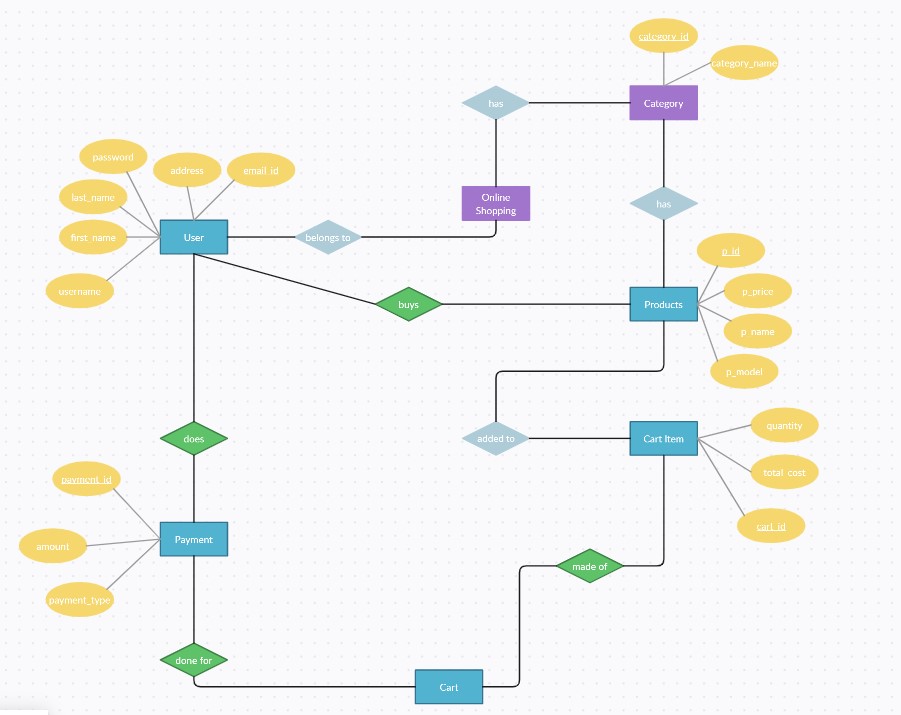 category_id
category_name
has
Category
password
address
email_id
last_name
Online
Shopping
has
first_name
User
belongs to
p_id
username
buys
Products
p_price
p_name
p_model
does
added to
Cart Item
quantity
total_cost
payment_id
cart_id
amount
Payment
made of
payment_type
done for
Cart